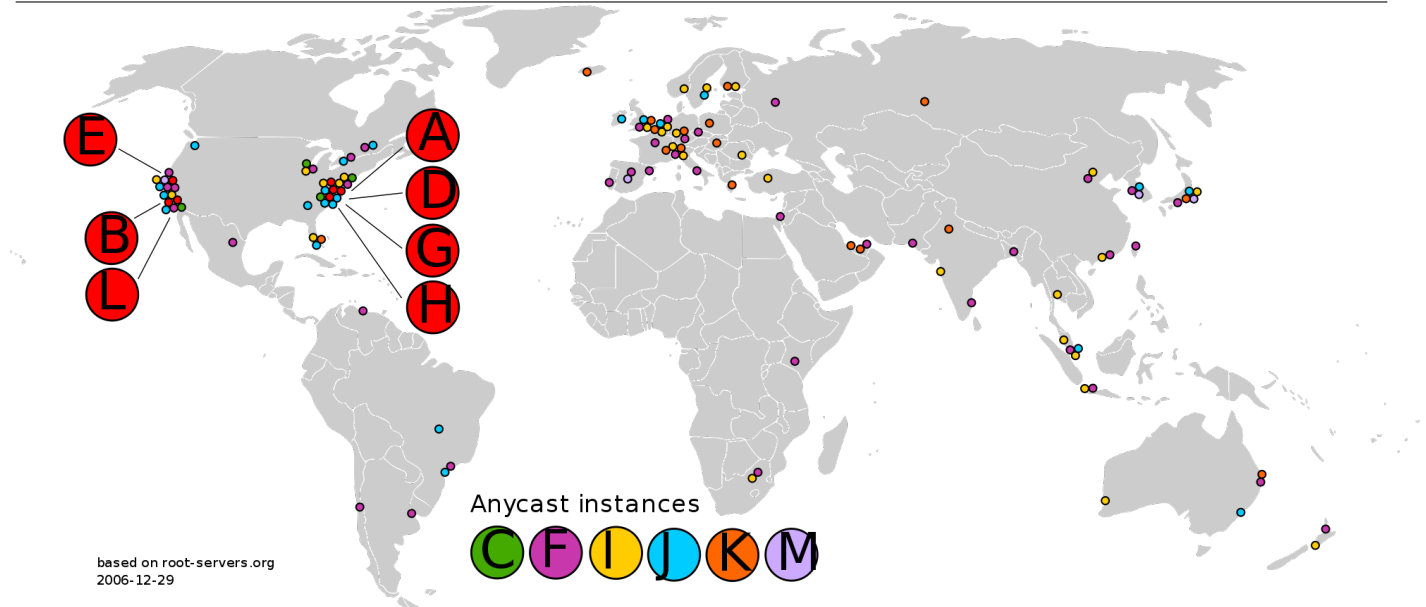 E
A
D
B
G
L
H
Anycast instances
C F I J K M
based on root-servers.org
2006-12-29